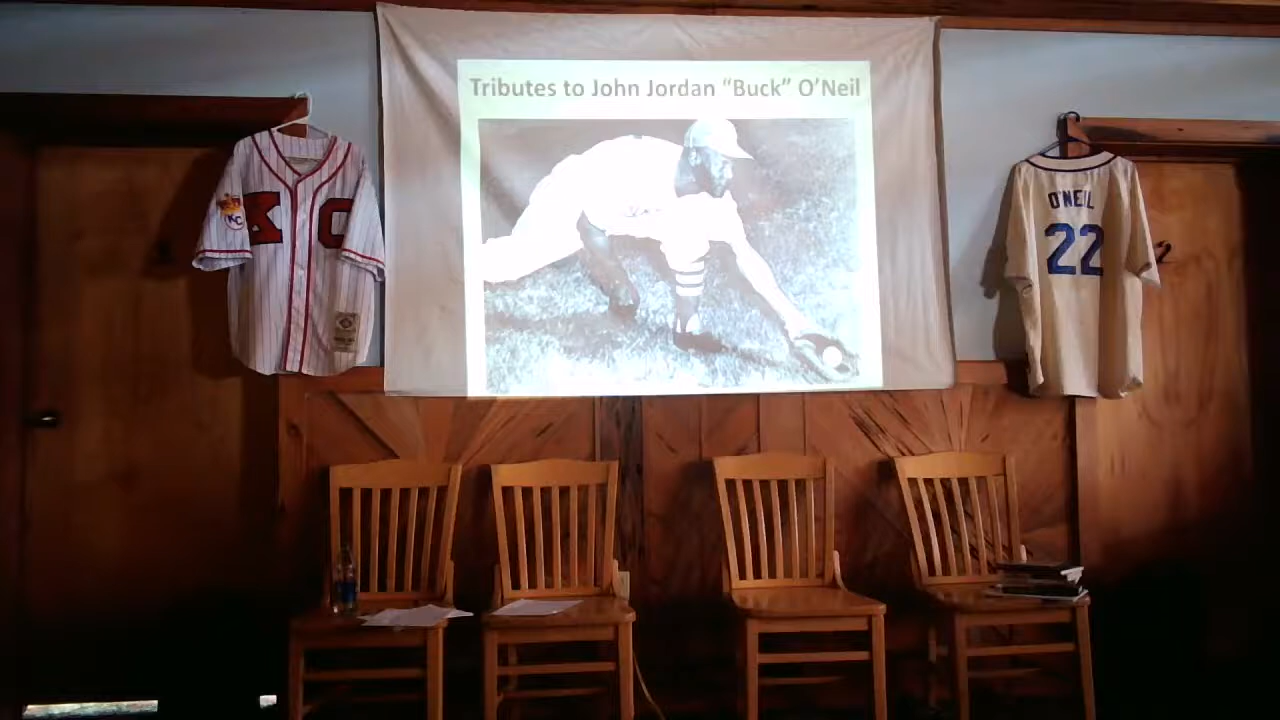 Tributes to John Jordan “Buck” O’Neil
KC
K C
O'NEIL
22